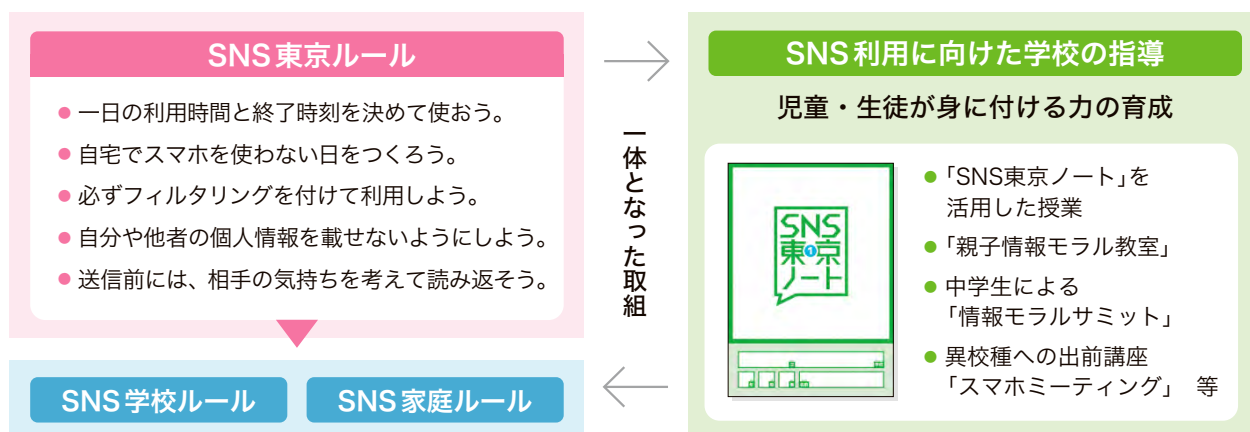 SNS東京ルール
● 一日の利用時間と終了時刻を決めて使おう。
● 自宅でスマホを使わない日をつくろう。
● 必ずフィルタリングを付けて利用しよう。
● 自分や他者の個人情報を載せないようにしよう。
● 送信前には、相手の気持ちを考えて読み返そう。
SNS学校ルール
SNS家庭ルール
一体となった取組
SNS利用に向けた学校の指導
児童・生徒が身に付ける力の育成
SNS
東1京
ノート
● 「SNS東京ノート」を
活用した授業
● 「親子情報モラル教室」
● 中学生による
「情報モラルサミット」
● 異校種への出前講座
「スマホミーティング」 等